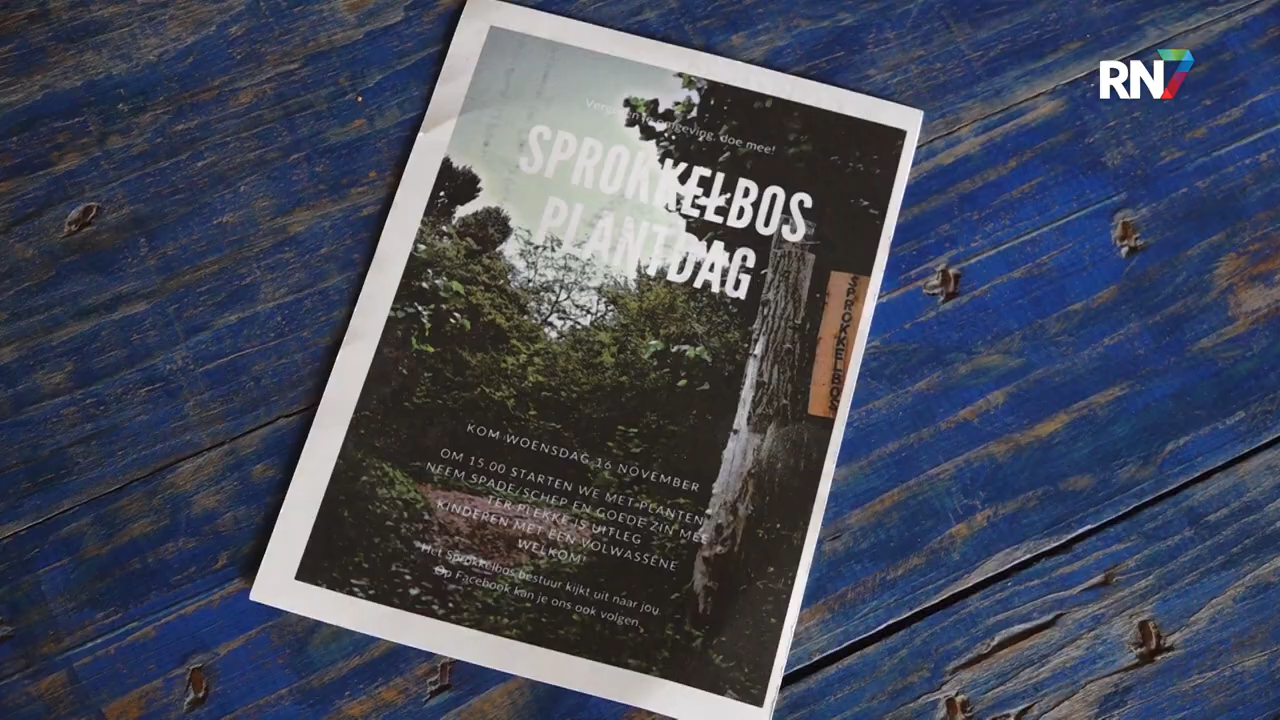 RN7
Vergroen je omgeving, doe mee!
SPROKKELBOS
PLANTDAG
SPROKKELBOS
KOM WOENSDAG 16 NOVEMBER
OM 15.00 STARTEN WE MET PLANTEN
NEEM SPADE/SCHEP EN GOEDE ZIN MEE
TER PLEKKE IS UITLEG
KINDEREN MET EEN VOLWASSENE
WELKOM!
Het Sprokkelbos bestuur kijkt uit naar jou
Op Facebook kan je ons ook volgen